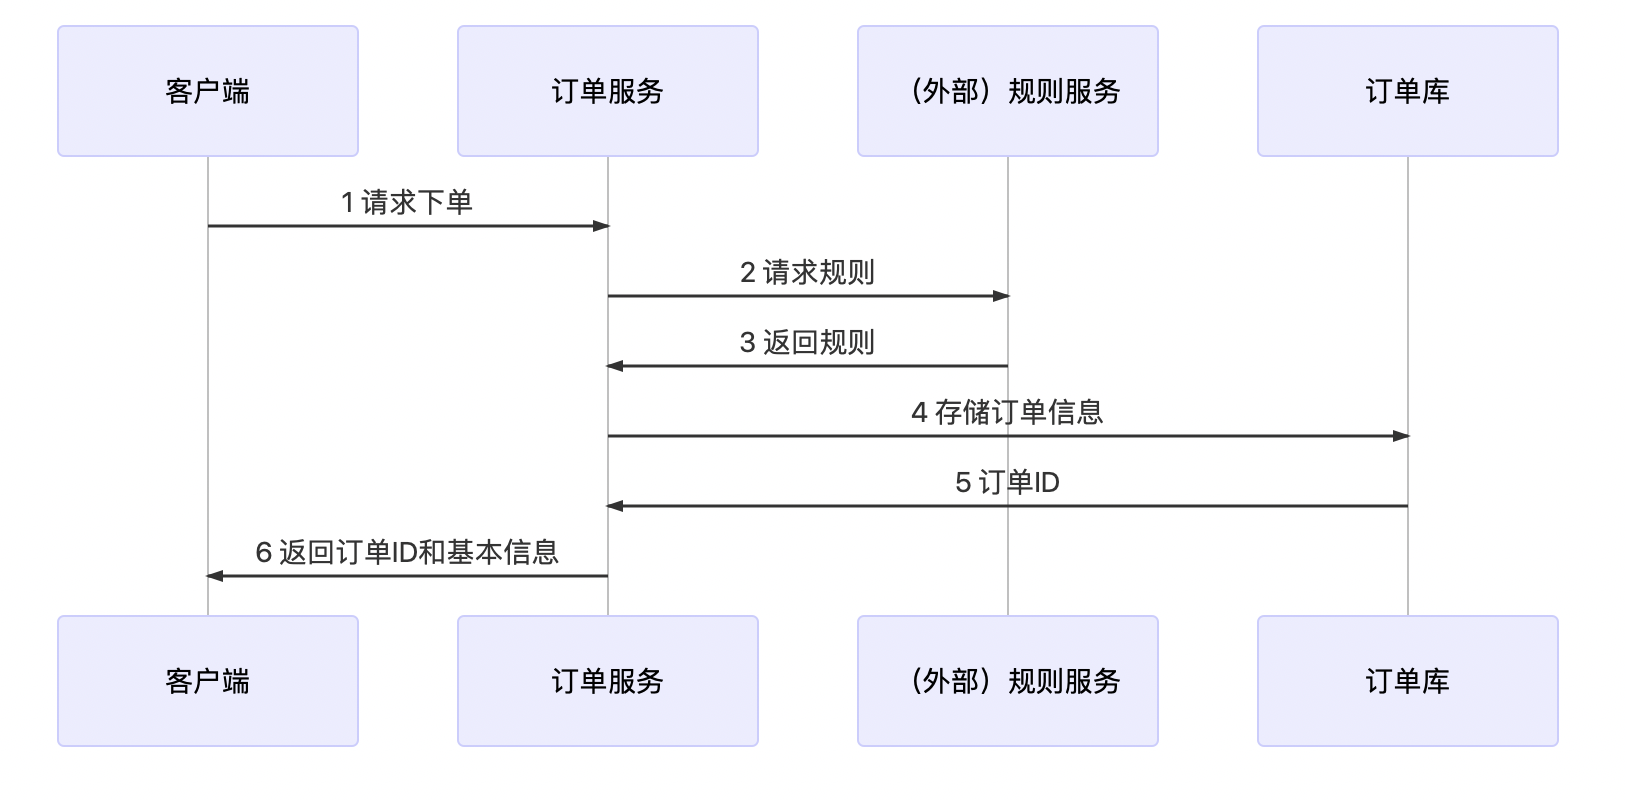 客户端
订单服务
（外部）规则服务
订单库
1 请求下单
2 请求规则
3 返回规则
4 存储订单信息
5 订单ID
6 返回订单ID和基本信息
客户端
订单服务
（外部）规则服务
订单库